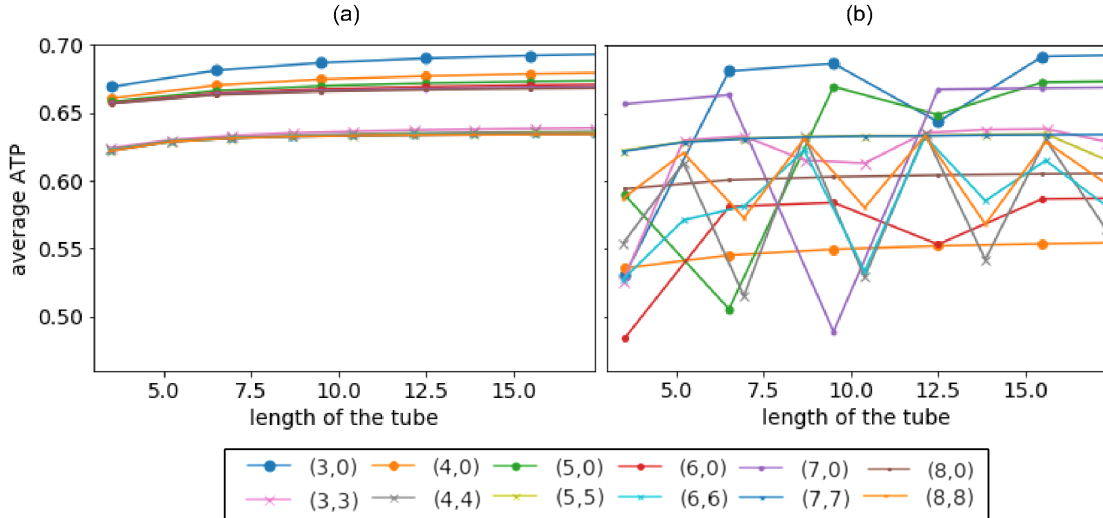 (a) (b)
0.70
0.65
0.60
0.55
0.50
average ATP
5.0 7.5 10.0 12.5 15.0 5.0 7.5 10.0 12.5 15.0
length of the tube length of the tube
(3,0) (4,0) (5,0) (6,0) (7,0) (8,0)
(3,3) (4,4) (5,5) (6,6) (7,7) (8,8)